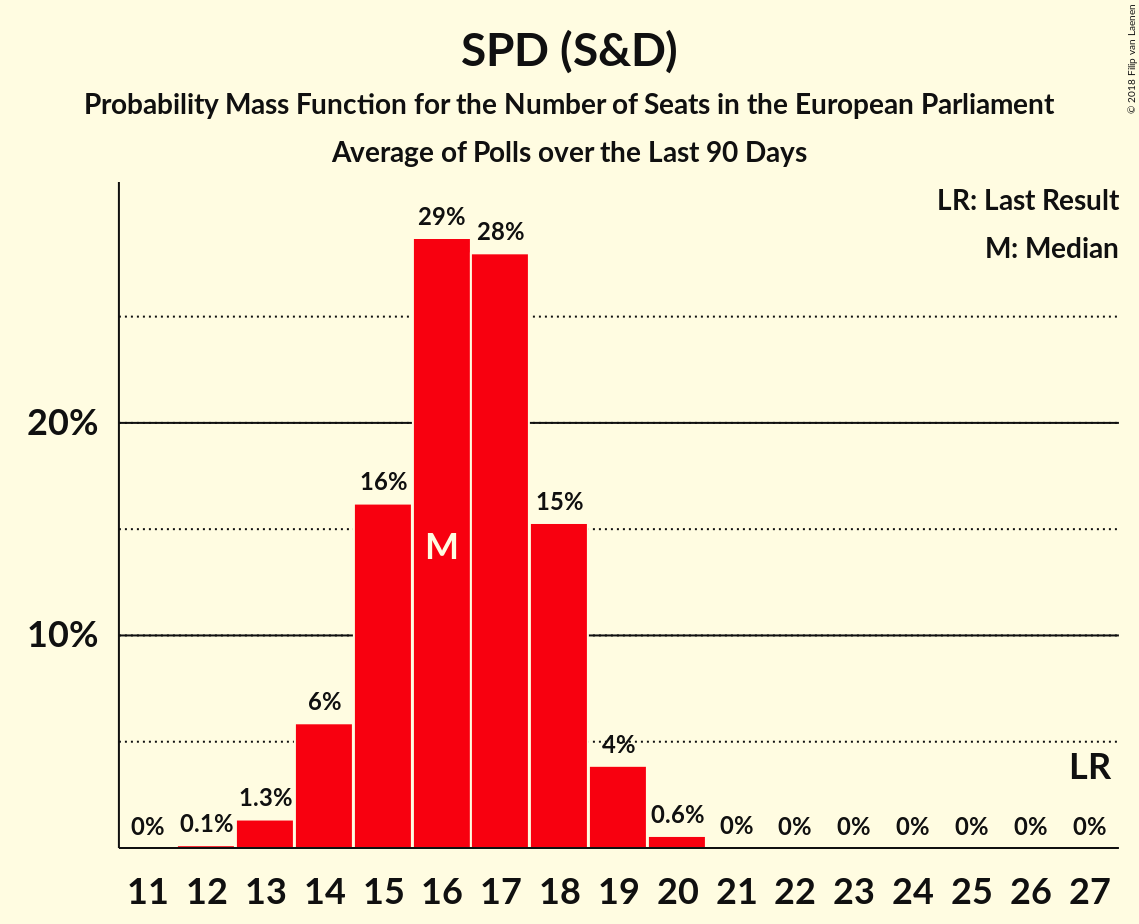 SPD (S&D)
Probability Mass Function for the Number of Seats in the European Parliament
Average of Polls over the Last 90 Days
© 2018 Filip van Laenen
LR: Last Result
M: Median
29%
28%
20%
16%
15%
M
10%
6%
4%
LR
0%
0.1%
1.3%
0.6%
0%
0%
0%
0%
0%
0%
0%
11 12 13 14 15 16 17 18 19 20 21 22 23 24 25 26 27